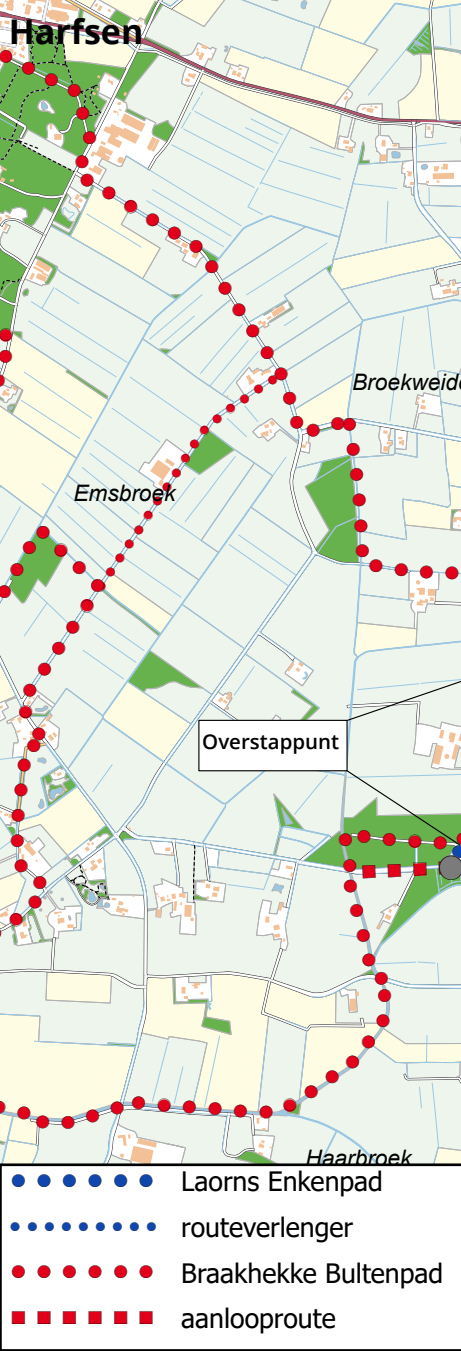 Harfsen
Broekweide
Emsbroek
Overstappunt
Haarbroek
Laorns Enkenpad
routeverlenger
Braakhekke Bultenpad
aanlooproute